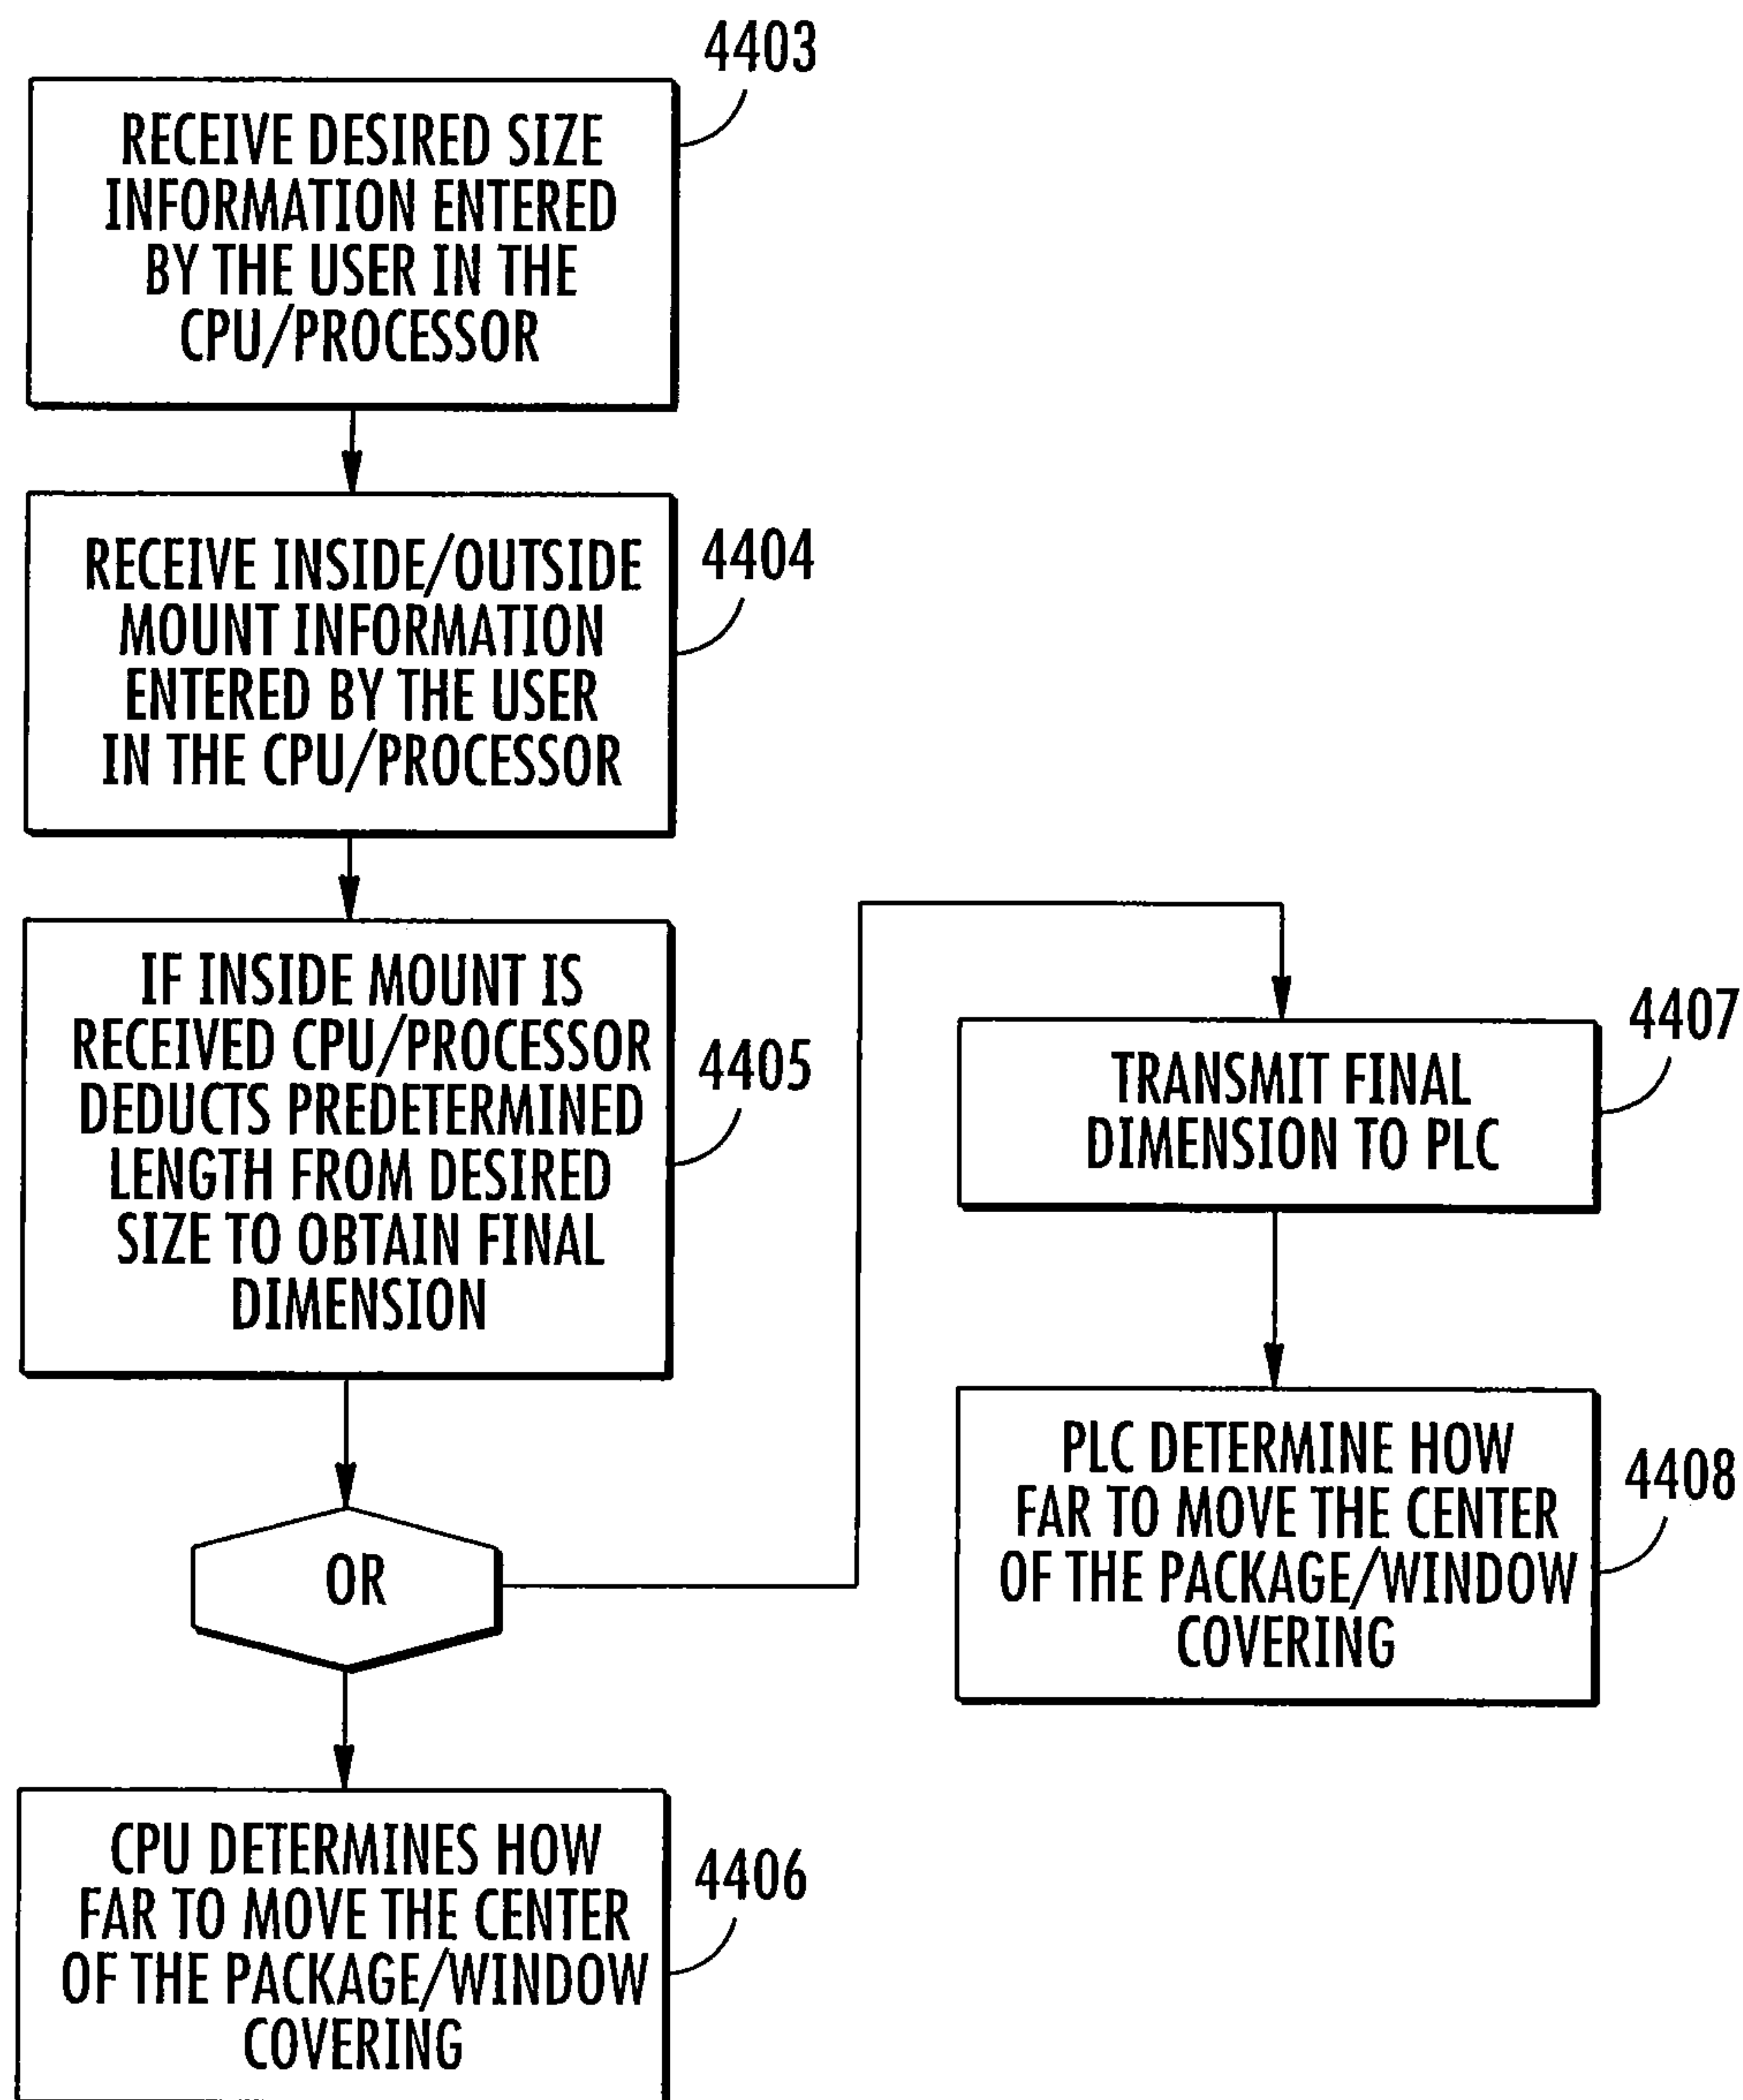 4403
RECEIVE DESIRED SIZE
INFORMATION ENTERED
BY THE USER IN THE
CPU/PROCESSOR
4404
RECEIVE INSIDE/OUTSIDE
MOUNT INFORMATION
ENTERED BY THE USER
IN THE CPU/PROCESSOR
4405
IF INSIDE MOUNT IS
RECEIVED CPU/PROCESSOR
DEDUCTS PREDETERMINED
LENGTH FROM DESIRED
SIZE TO OBTAIN FINAL
DIMENSION
OR
4406
CPU DETERMINES HOW
FAR TO MOVE THE CENTER
OF THE PACKAGE/WINDOW
COVERING
4407
TRANSMIT FINAL
DIMENSION TO PLC
4408
PLC DETERMINE HOW
FAR TO MOVE THE CENTER
OF THE PACKAGE/WINDOW
COVERING